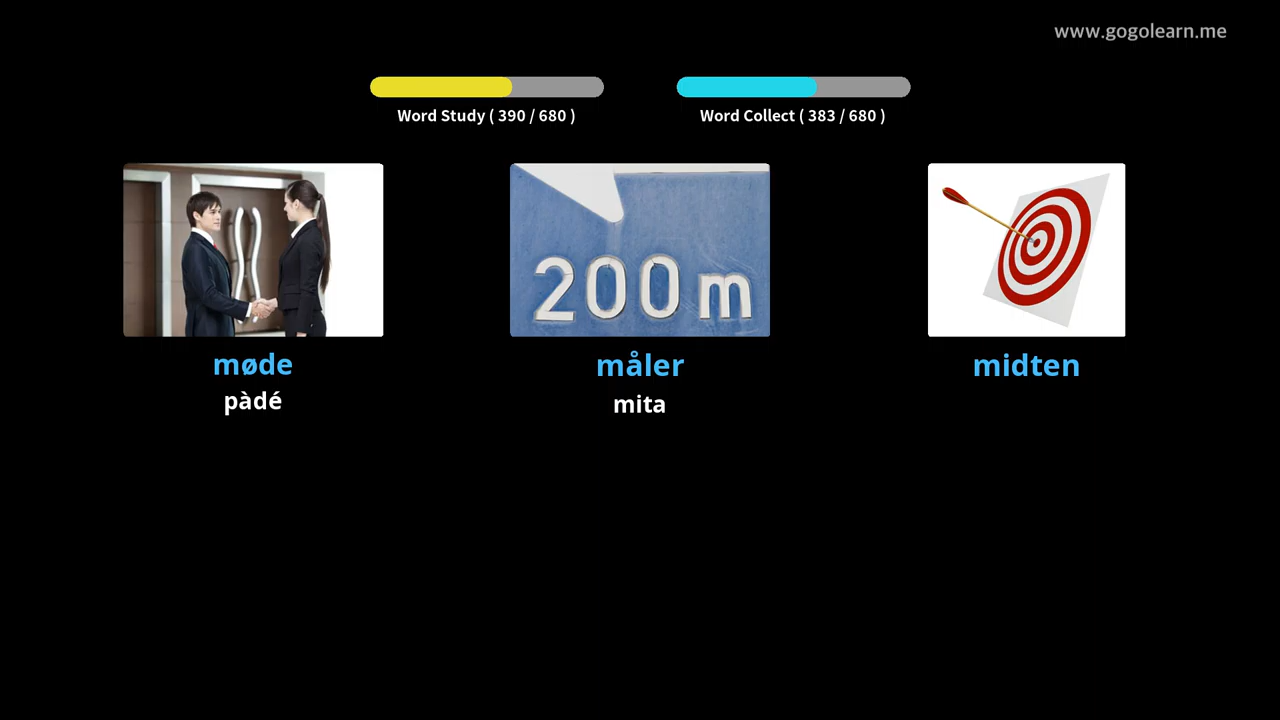 www.gogolearn.me
Word Study ( 390 / 680 )
Word Collect ( 383 / 680 )
200 m
møde
måler
midten
pàdé
mita